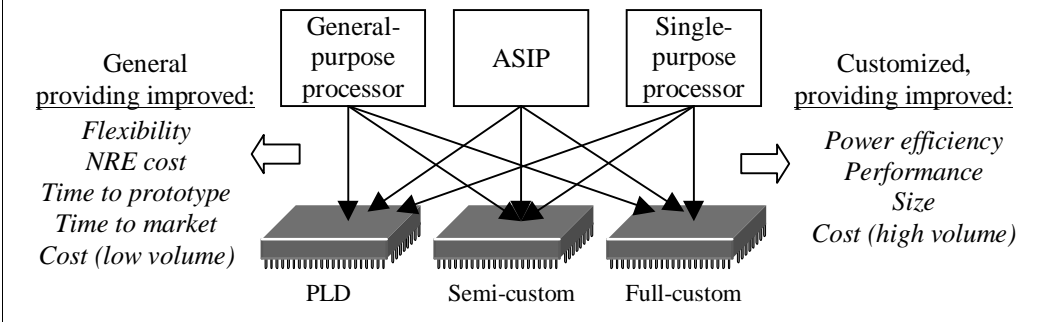 General
providing improved:
Flexibility
NRE cost
Time to prototype
Time to market
Cost (low volume)
General-
purpose
processor
ASIP
Single-
purpose
processor
Customized,
providing improved:
Power efficiency
Performance
Size
Cost (high volume)
PLD
Semi-custom
Full-custom